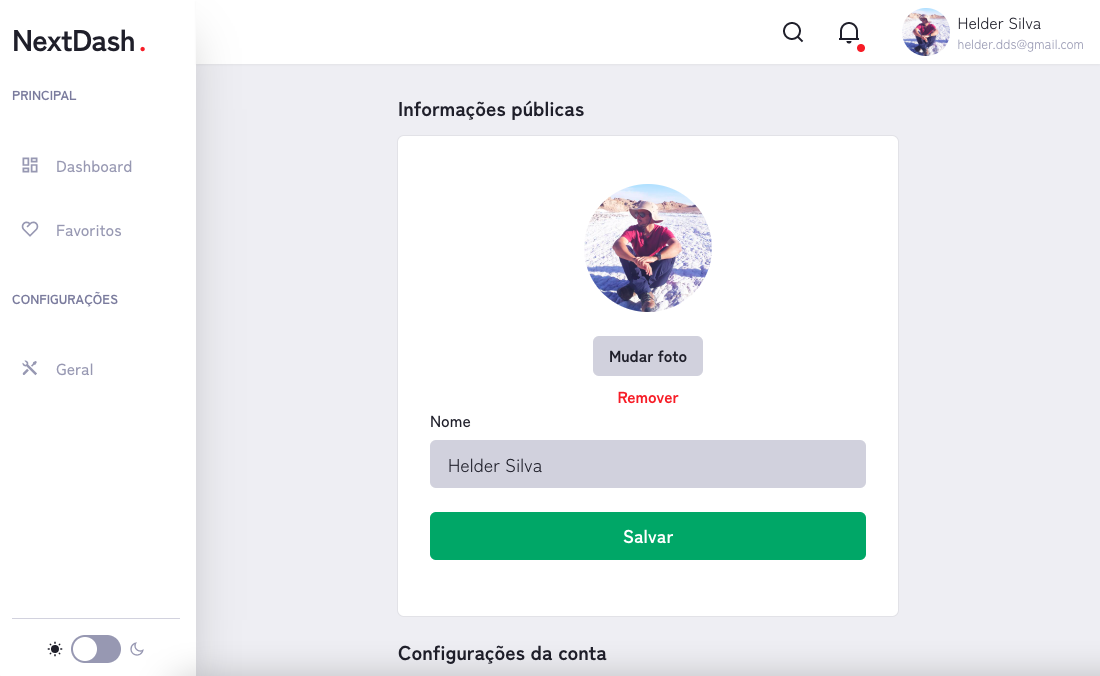 NextDash.
Helder Silva
helder.dds@gmail.com
PRINCIPAL
Dashboard
Favoritos
CONFIGURAÇÕES
Geral
Informações públicas
Mudar foto
Remover
Nome
Helder Silva
Salvar
Configurações da conta